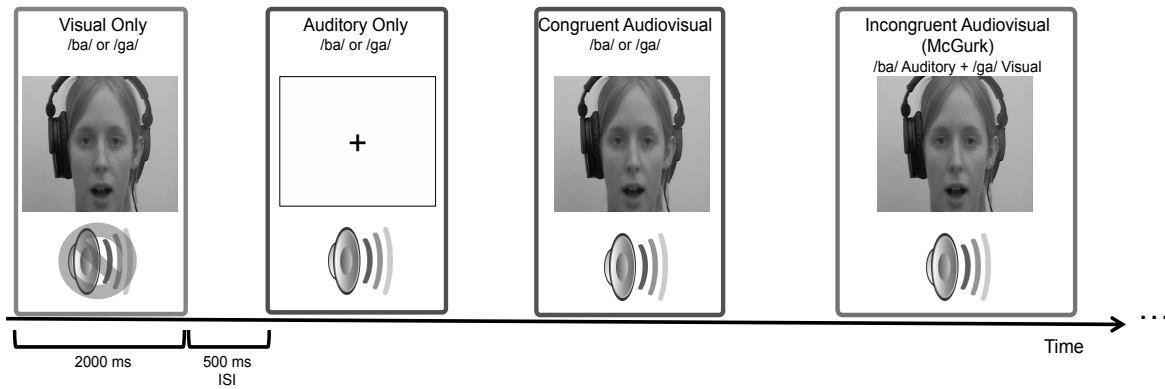 Visual Only
/ba/ or /ga/
Auditory Only
/ba/ or /ga/
+
Congruent Audiovisual
/ba/ or /ga/
Incongruent Audiovisual
(McGurk)
/ba/ Auditory + /ga/ Visual
...
Time
2000 ms
500 ms
ISI